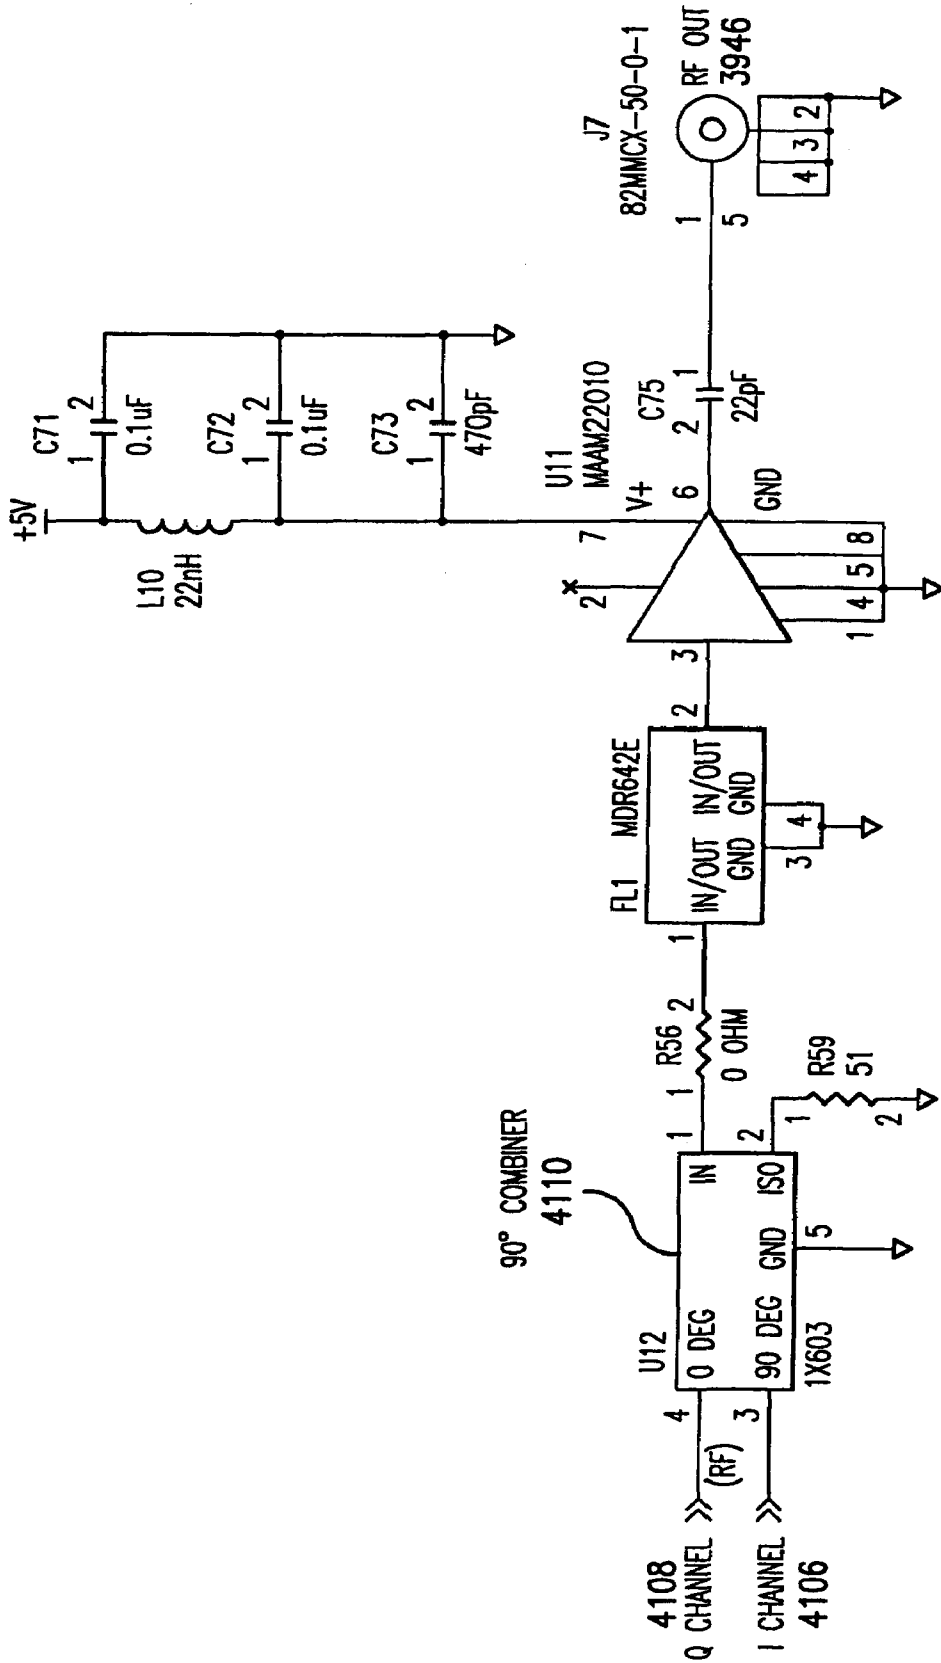 4108
Q CHANNEL
(RF)
I CHANNEL
4106
90° COMBINER
4110
U12
4
3
0 DEG
IN
90 DEG
GND
ISO
1X603
5
1
2
1
R59
51
2
1
R56
2
0 OHM
FL1
MDR642E
1
IN/OUT
IN/OUT
2
GND
GND
3
4
+5V
L10
22nH
C71
1
2
0.1uF
C72
1
2
0.1uF
C73
1
2
470pF
U11
MAAM22010
2
7
V+
3
6
GND
1
4
5
8
C75
2
1
22pF
J7
82MMCX-50-0-1
1
5
RF OUT
3946
4
3
2